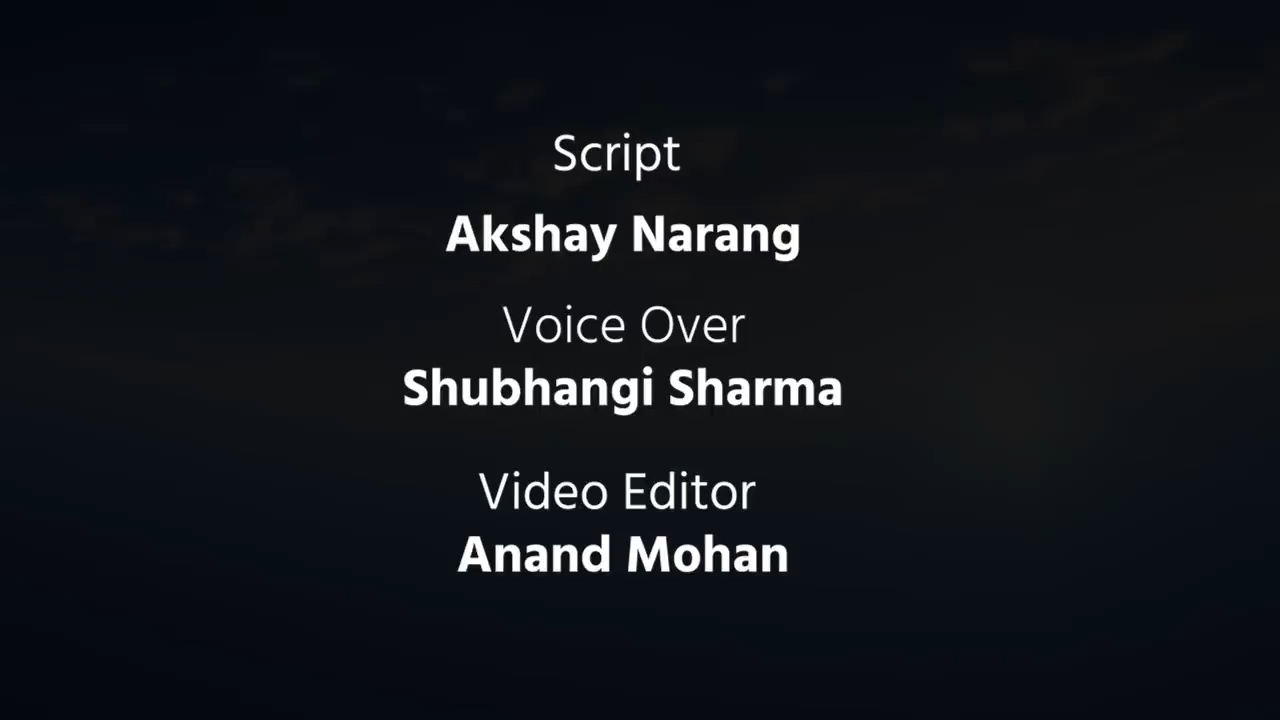 Script
Akshay Narang
Voice Over
Shubhangi Sharma
Video Editor
Anand Mohan